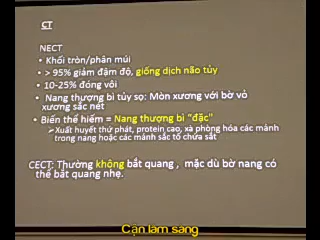 CT
NECT
• Khối tròn/phân múi
• > 95% giảm đậm độ, giống dịch não tủy
• 10-25% đóng vôi
• Nang thượng bì tủy sọ: Mòn xương với bờ vỏ
xương sắc nét
• Biến thể hiếm = Nang thượng bì "đặc"
➢Xuất huyết thứ phát, protein cao, xà phòng hóa các mảnh
trong nang hoặc các mảnh sắc tố chứa sắt
CECT: Thường không bắt quang , mặc dù bờ nang có
thể bắt quang nhẹ.
Cận lâm sàng